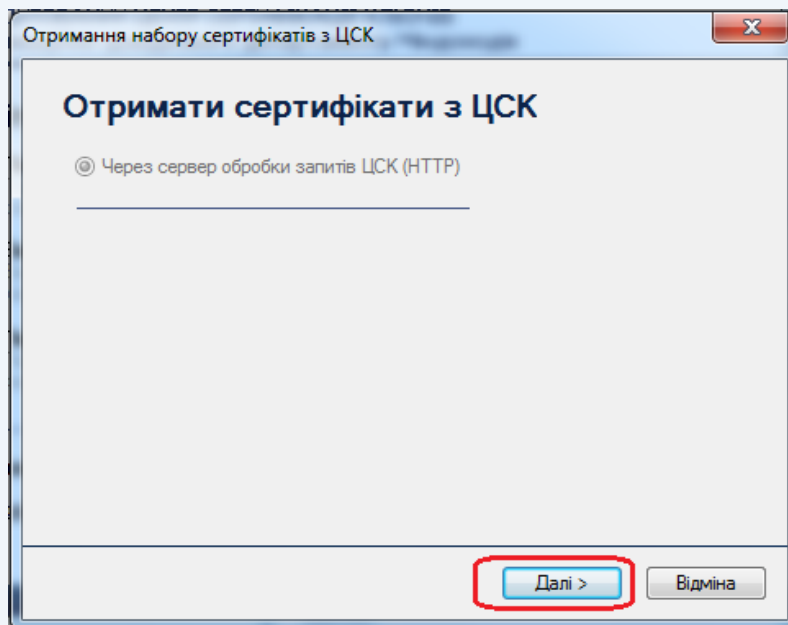 Отримання набору сертифікатів з ЦСК
Отримати сертифікати з ЦСК
Через сервер обробки запитів ЦСК (HTTP)
Далі >
Відміна